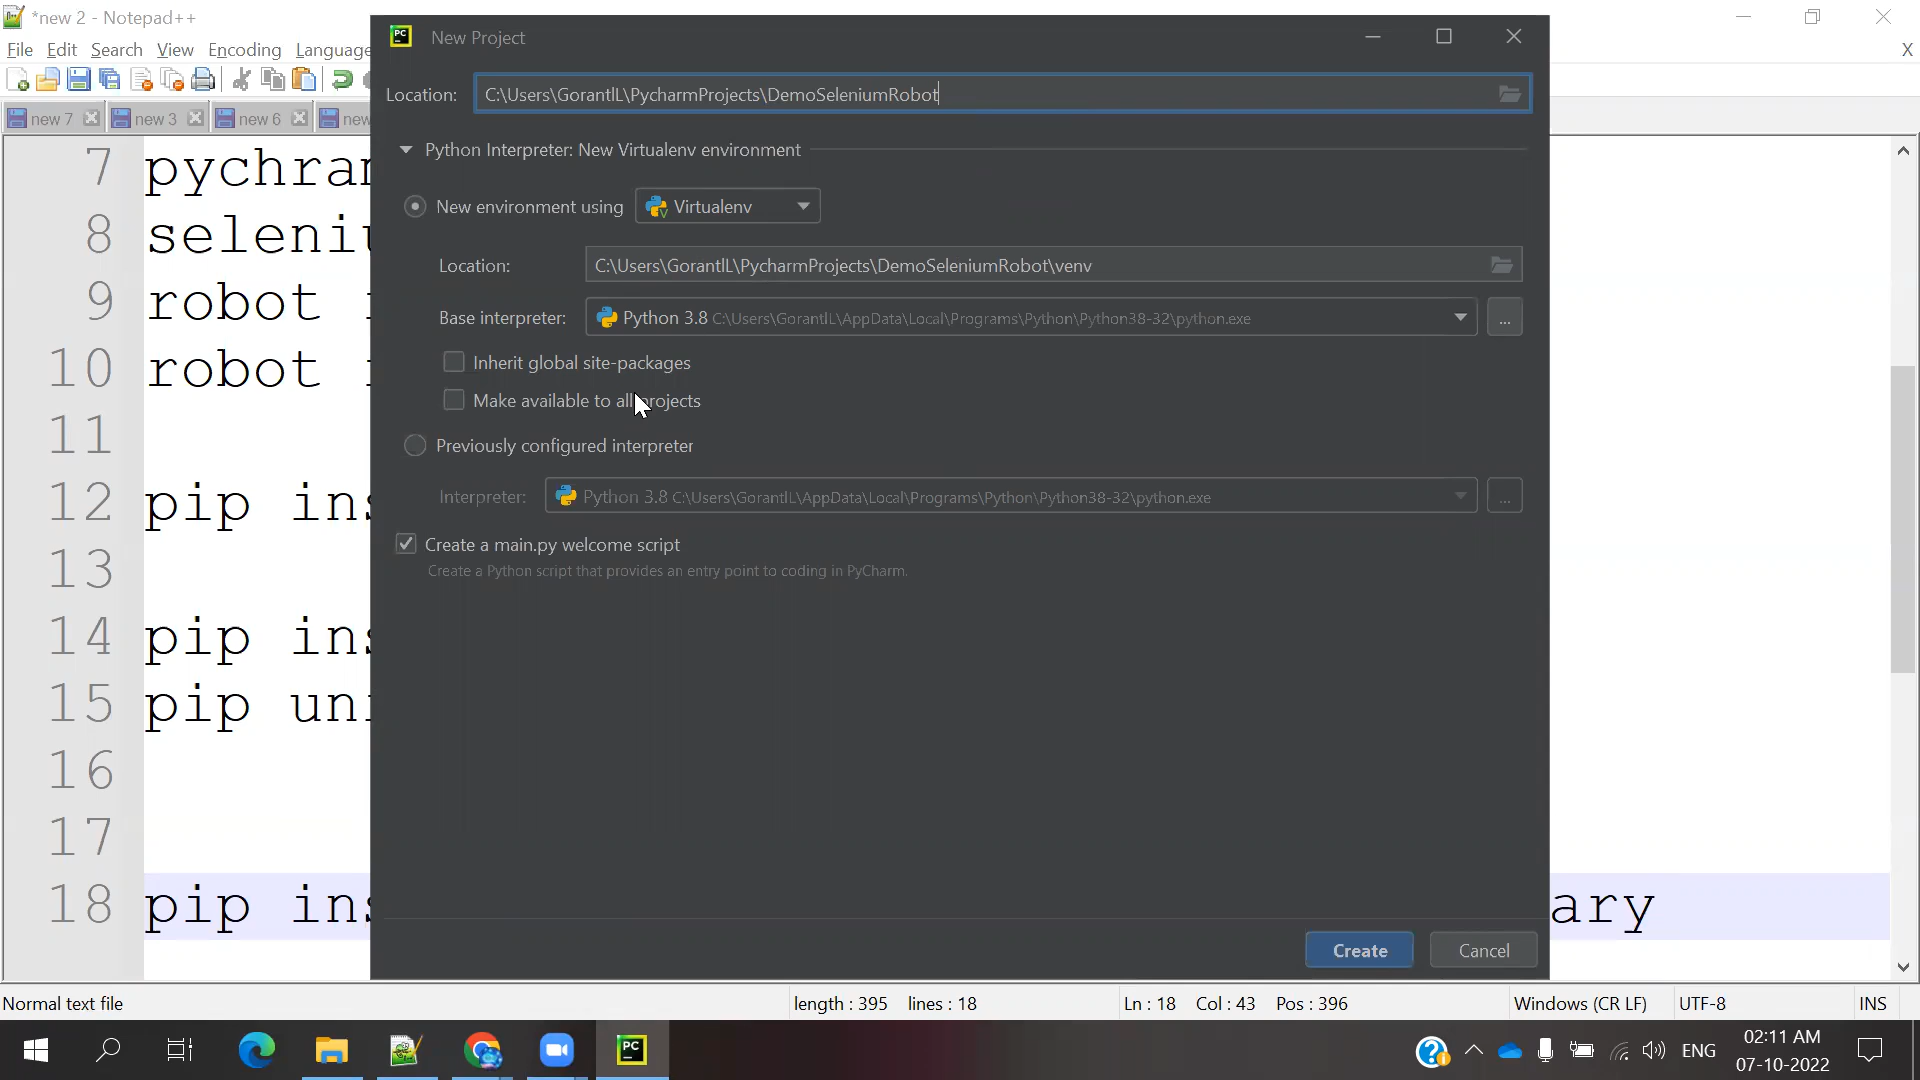 *new 2 - Notepad++
File Edit Search View Encoding Language
X
new 7 new 3 new 6 new
7 pychra
8 seleni
9 robot
10 robot
11
12 pip ins
13
14 pip ins
15 pip un
16
17
18 pip ins ary
PC New Project
Location: C:\Users\GorantlL\PycharmProjects\DemoSeleniumRobot
Python Interpreter: New Virtualenv environment
New environment using Virtualenv
Location: C:\Users\GorantlL\PycharmProjects\DemoSeleniumRobot\venv
Base interpreter: Python 3.8 C:\Users\GorantlL\AppData\Local\Programs\Python\Python38-32\python.exe
...
Inherit global site-packages
Make available to all projects
Previously configured interpreter
Interpreter: Python 3.8 C:\Users\GorantlL\AppData\Local\Programs\Python\Python38-32\python.exe
...
Create a main.py welcome script
Create a Python script that provides an entry point to coding in PyCharm.
Create Cancel
Normal text file length : 395 lines : 18 Ln : 18 Col : 43 Pos : 396 Windows (CR LF) UTF-8 INS
PC
ENG
02:11 AM
07-10-2022